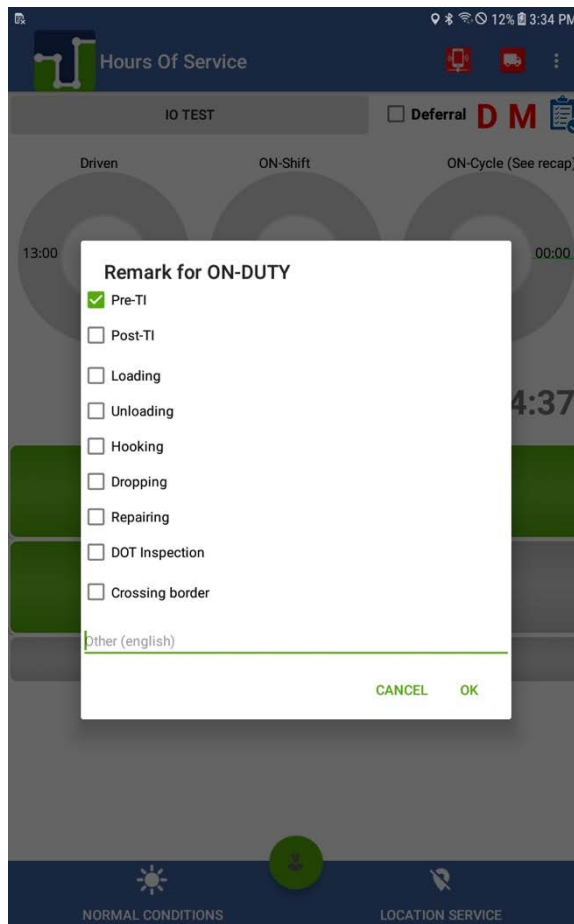 12% 3:34 PM
Hours Of Service
IO TEST
Deferral D M
Driven ON-Shift ON-Cycle (See recap)
13:00 00:00
Remark for ON-DUTY
Pre-TI
Post-TI
Loading
4:37
Unloading
Hooking
Dropping
Repairing
DOT Inspection
Crossing border
Other (english)
CANCEL OK
NORMAL CONDITIONS LOCATION SERVICE